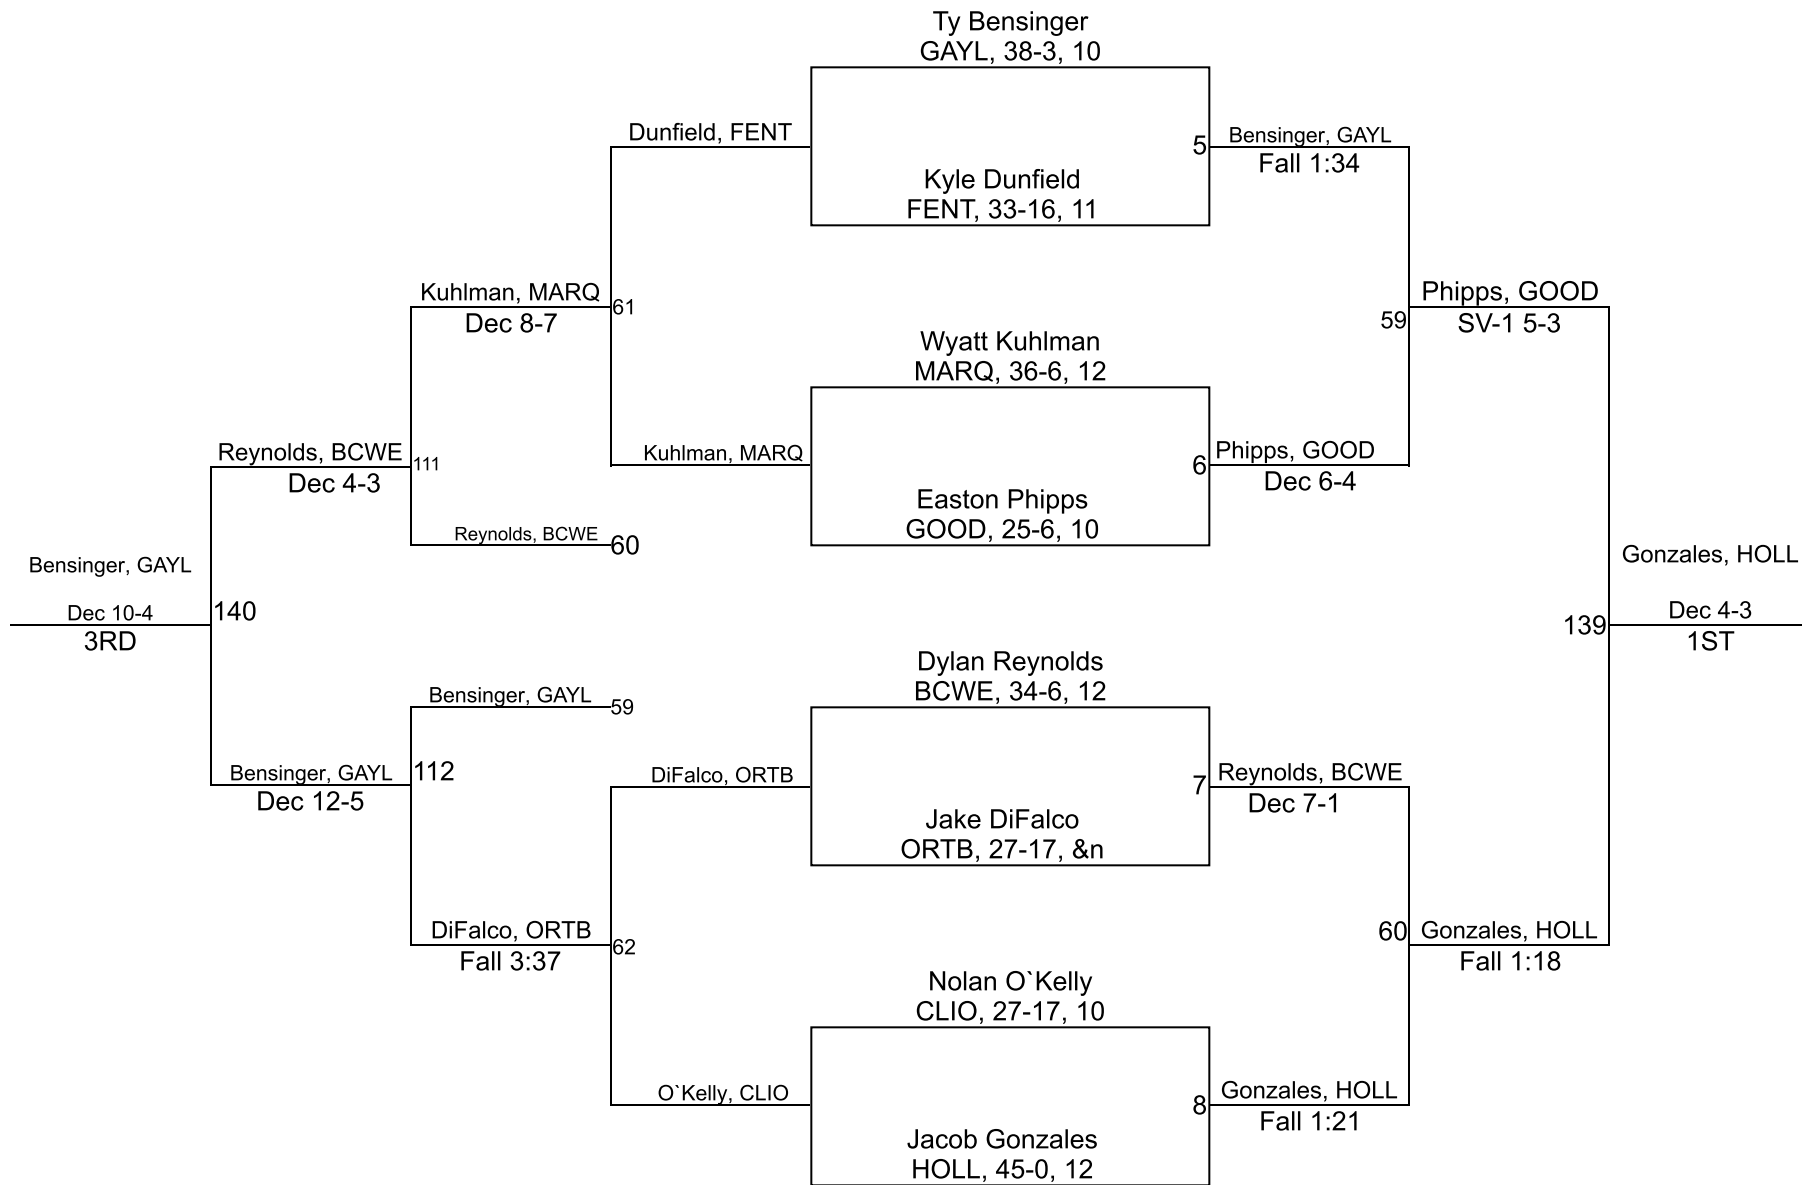 Ty Bensinger
GAYL, 38-3, 10
Dunfield, FENT
5
Bensinger, GAYL
Fall 1:34
Kyle Dunfield
FENT, 33-16, 11
Kuhlman, MARQ
Dec 8-7
61
Phipps, GOOD
SV-1 5-3
59
Wyatt Kuhlman
MARQ, 36-6, 12
Reynolds, BCWE
Dec 4-3
111
Kuhlman, MARQ
6
Phipps, GOOD
Dec 6-4
Easton Phipps
GOOD, 25-6, 10
Reynolds, BCWE
60
Bensinger, GAYL
Dec 10-4
3RD
140
Gonzales, HOLL
139
Dec 4-3
1ST
Dylan Reynolds
BCWE, 34-6, 12
Bensinger, GAYL
59
Bensinger, GAYL
Dec 12-5
112
DiFalco, ORTB
7
Reynolds, BCWE
Dec 7-1
Jake DiFalco
ORTB, 27-17, &n
DiFalco, ORTB
Fall 3:37
62
60
Gonzales, HOLL
Fall 1:18
Nolan O`Kelly
CLIO, 27-17, 10
O`Kelly, CLIO
8
Gonzales, HOLL
Fall 1:21
Jacob Gonzales
HOLL, 45-0, 12